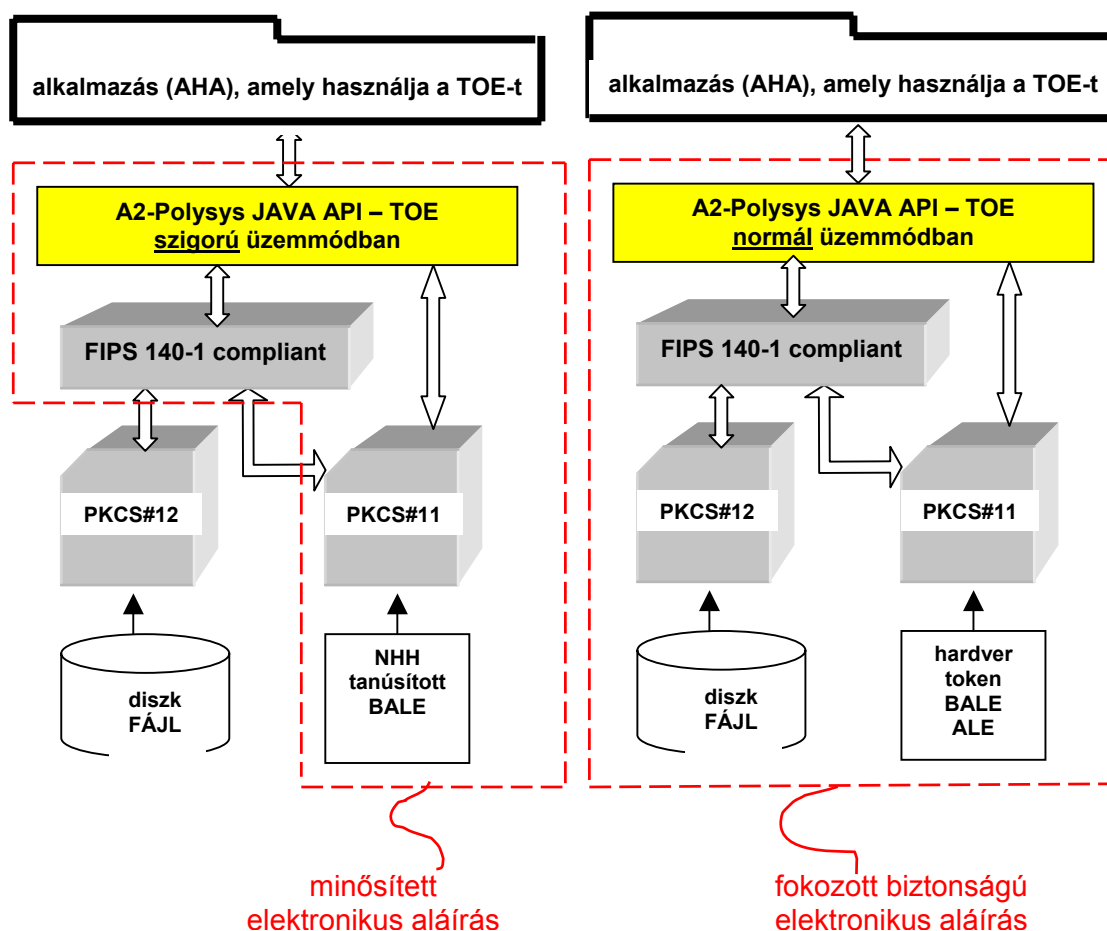 alkalmazás (AHA), amely használja a TOE-t
A2-Polysys JAVA API – TOE
szigorú üzemmódban
FIPS 140-1 compliant
PKCS#12
PKCS#11
diszk
FÁJL
NHH
tanúsított
BALE
minősített
elektronikus aláírás
alkalmazás (AHA), amely használja a TOE-t
A2-Polysys JAVA API – TOE
normál üzemmódban
FIPS 140-1 compliant
PKCS#12
PKCS#11
diszk
FÁJL
hardver
token
BALE
ALE
fokozott biztonságú
elektronikus aláírás